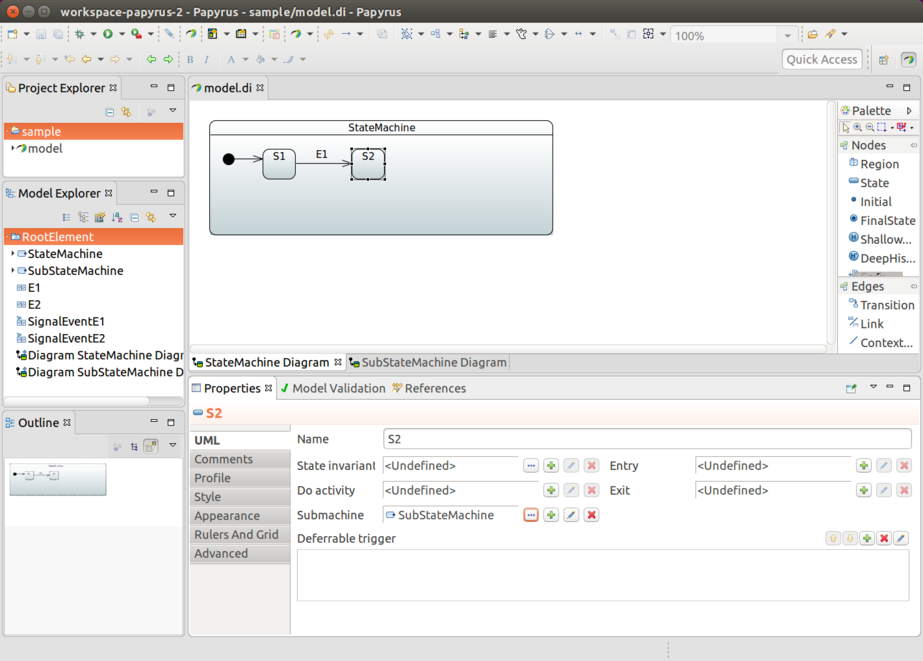 workspace-papyrus-2 - Papyrus - sample/model.di - Papyrus
100%
B I A
Quick Access
Project Explorer
sample
model
Model Explorer
RootElement
StateMachine
SubStateMachine
E1
E2
SignalEventE1
SignalEventE2
Diagram StateMachine Diagr
Diagram SubStateMachine D
Outline
model.di
StateMachine
S1
E1
S2
Palette
Nodes
Region
State
Initial
FinalState
Shallow...
DeepHis...
Edges
Transition
Link
Context...
StateMachine Diagram
SubStateMachine Diagram
Properties
Model Validation
References
S2
UML
Comments
Profile
Style
Appearance
Rulers And Grid
Advanced
Name S2
State invariant <Undefined>
Entry <Undefined>
Do activity <Undefined>
Exit <Undefined>
Submachine SubStateMachine
Deferrable trigger